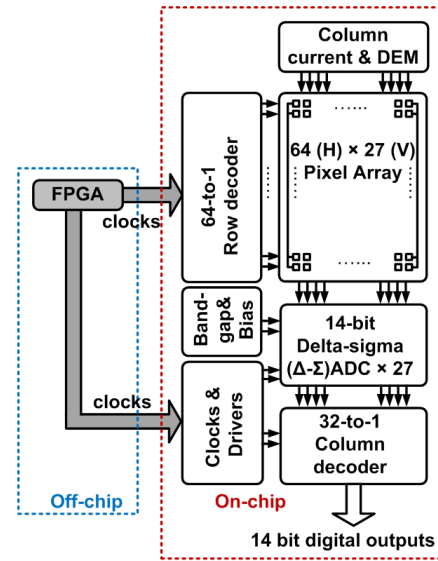 Column
current & DEM
64-to-1
Row decoder
64 (H) × 27 (V)
Pixel Array
FPGA
clocks
Band-
gap&
Bias
14-bit
Delta-sigma
(Δ-Σ)ADC × 27
clocks
Clocks &
Drivers
32-to-1
Column
decoder
Off-chip
On-chip
14 bit digital outputs